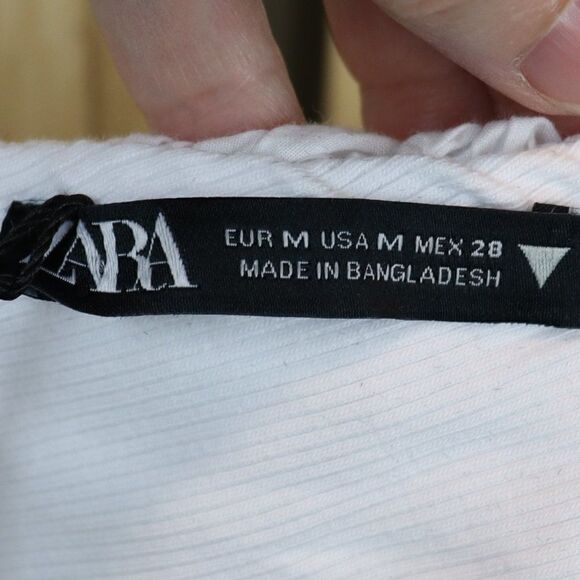 ZARA
EUR M USA M MEX 28
MADE IN BANGLADESH